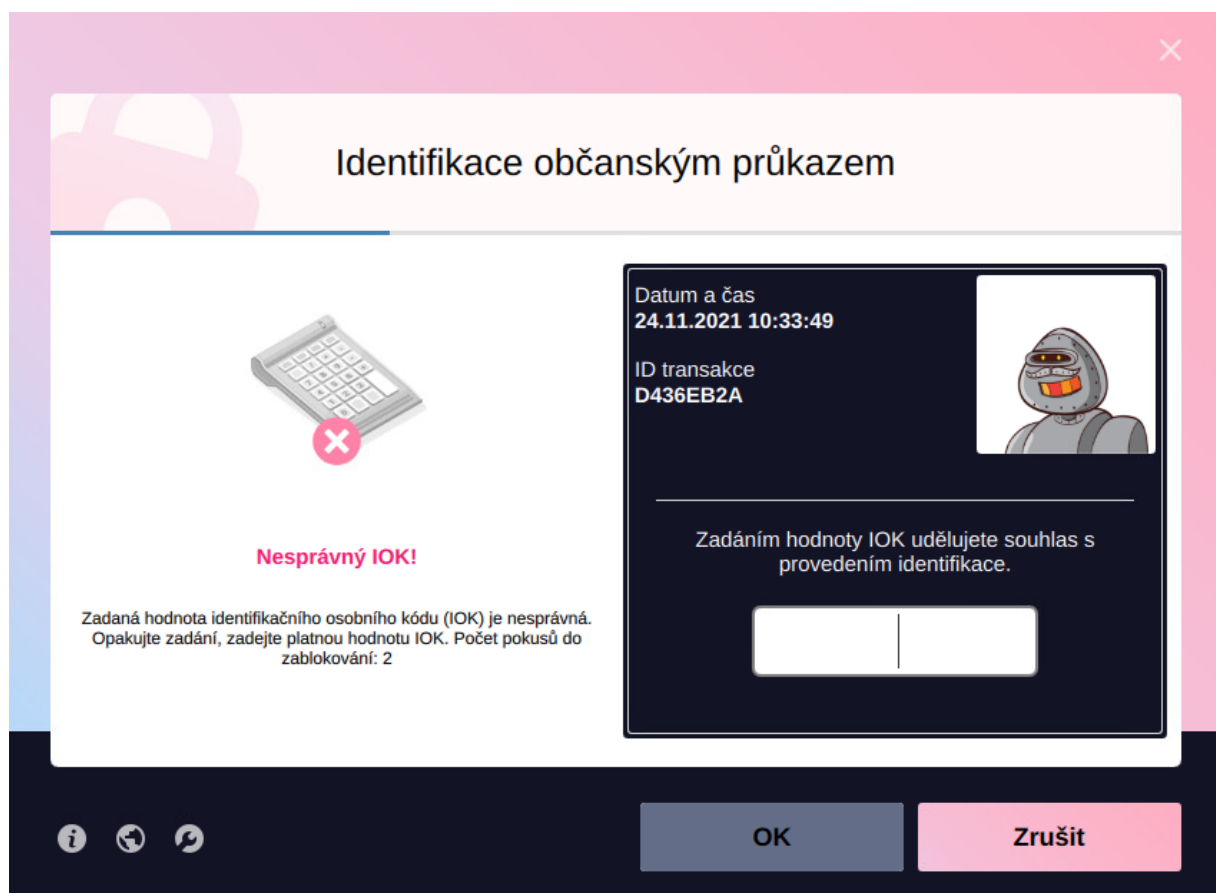 Identifikace občanským průkazem
Nesprávný IOK!
Zadaná hodnota identifikačního osobního kódu (IOK) je nesprávná.
Opakujte zadání, zadejte platnou hodnotu IOK. Počet pokusů do
zablokování: 2
Datum a čas
24.11.2021 10:33:49
ID transakce
D436EB2A
Zadáním hodnoty IOK udělujete souhlas s
provedením identifikace.
OK
Zrušit